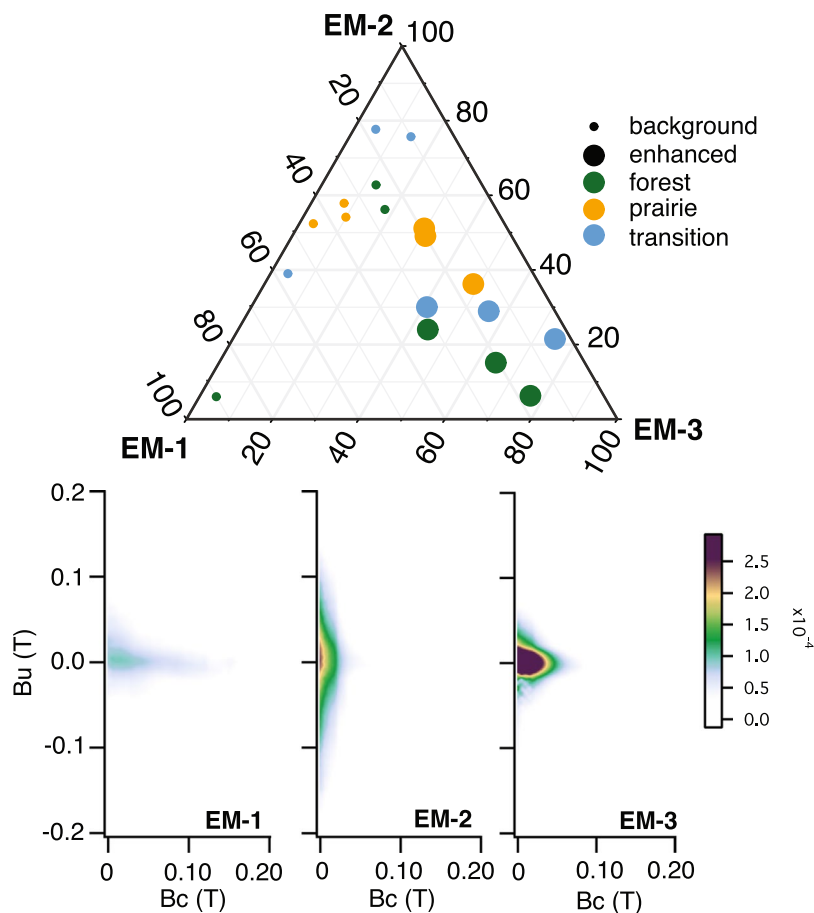 EM-2 100
20
80
background
enhanced
forest
40
60
prairie
transition
60
40
80
20
100
EM-1
EM-3
20
40
60
80
100
0.2
0.1
0.0
-0.1
-0.2
Bu (T)
EM-1
EM-2
EM-3
0 0.10 0.20
0 0.10 0.20
0 0.10 0.20
Bc (T)
Bc (T)
Bc (T)
2.5
2.0
1.5
1.0
0.5
0.0
x10-4